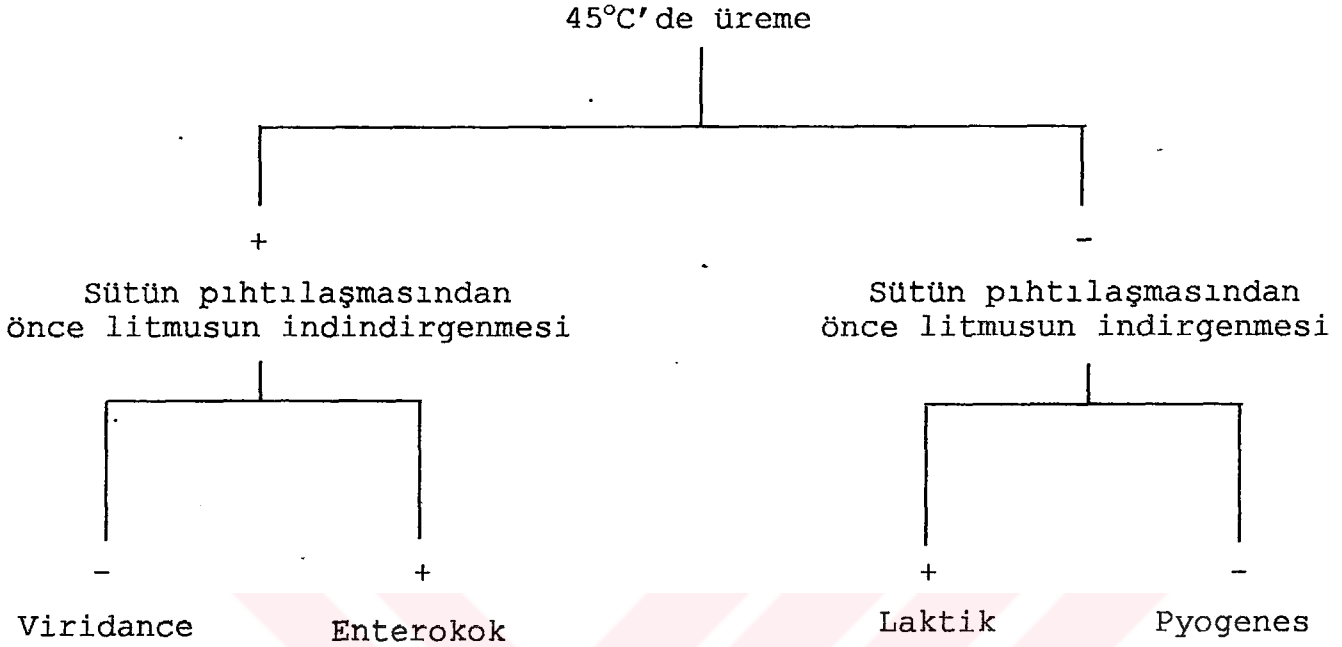 45°C'de üreme
+
-
Sütün pıhtılaşmasından
önce litmusun indindirgenmesi
Sütün pıhtılaşmasından
önce litmusun indirgenmesi
-
+
+
-
Viridance
Enterokok
Laktik
Pyogenes